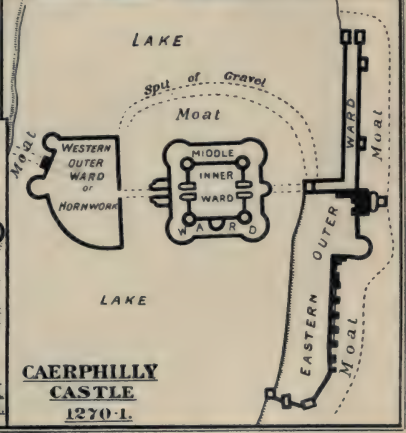 LAKE
Spit of Gravel
Moat
WARD
Moat
Moat
WESTERN
OUTER
WARD
or
HORNWORK
MIDDLE
INNER
WARD
WARD
EASTERN OUTER
Moat
LAKE
CAERPHILLY
CASTLE
1270-1.